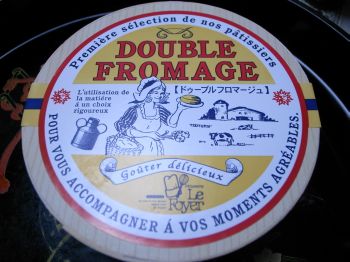 Première sélection de nos pâtissiers
DOUBLE
FROMAGE
【ドゥーブルフロマージュ】
L'utilisation de
la matière
á un choix
rigoureux
Goûter délicieux
Le
Foyer
POUR VOUS ACCOMPAGNER Á VOS MOMENTS AGRÉABLES.